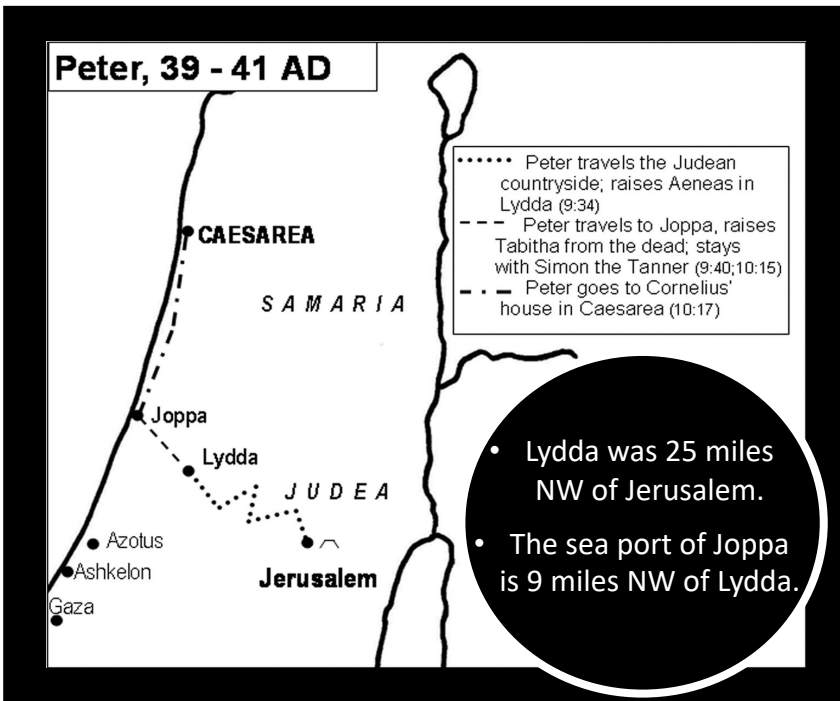 Peter, 39 - 41 AD
Peter travels the Judean
countryside; raises Aeneas in
Lydda (9:34)
Peter travels to Joppa, raises
Tabitha from the dead; stays
with Simon the Tanner (9:40;10:15)
Peter goes to Cornelius'
house in Caesarea (10:17)
CAESAREA
SAMARIA
Joppa
Lydda
JUDEA
Azotus
Jerusalem
Ashkelon
Gaza
• Lydda was 25 miles
NW of Jerusalem.
• The sea port of Joppa
is 9 miles NW of Lydda.